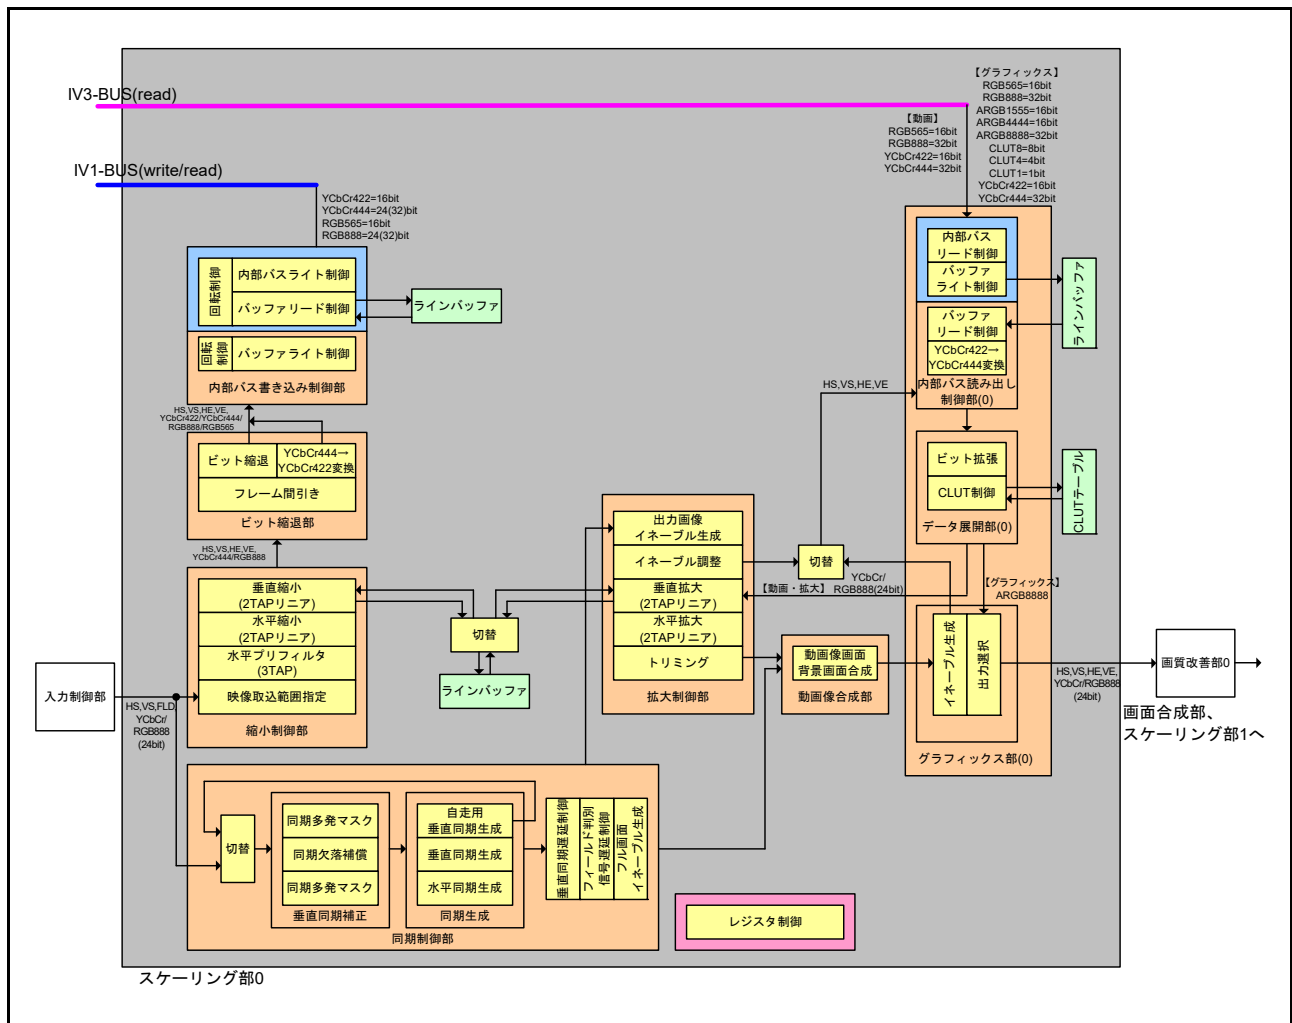 IV3-BUS(read)
IV1-BUS(write/read)
【動画】
RGB565=16bit
RGB888=32bit
YCbCr422=16bit
YCbCr444=32bit
【グラフィックス】
RGB565=16bit
RGB888=32bit
ARGB1555=16bit
ARGB4444=16bit
ARGB8888=32bit
CLUT8=8bit
CLUT4=4bit
CLUT1=1bit
YCbCr422=16bit
YCbCr444=32bit
YCbCr422=16bit
YCbCr444=24(32)bit
RGB565=16bit
RGB888=24(32)bit
回転制御
内部バスライト制御
バッファリード制御
ラインバッファ
回転
制御
バッファライト制御
内部バス書き込み制御部
HS,VS,HE,VE,
YCbCr422/YCbCr444/
RGB888/RGB565
ビット縮退
YCbCr444→
YCbCr422変換
フレーム間引き
ビット縮退部
HS,VS,HE,VE,
YCbCr444/RGB888
垂直縮小
(2TAPリニア)
水平縮小
(2TAPリニア)
水平プリフィルタ
(3TAP)
映像取込範囲指定
縮小制御部
入力制御部
HS,VS,FLD,
YCbCr/
RGB888
(24bit)
切替
ラインバッファ
出力画像
イネーブル生成
イネーブル調整
垂直拡大
(2TAPリニア)
水平拡大
(2TAPリニア)
トリミング
拡大制御部
HS,VS,HE,VE
切替
【動画・拡大】
YCbCr/
RGB888(24bit)
動画像画面
背景画面合成
動画像合成部
内部バス
リード制御
バッファ
ライト制御
バッファ
リード制御
YCbCr422→
YCbCr444変換
内部バス読み出し
制御部(0)
ラインバッファ
ビット拡張
CLUT制御
データ展開部(0)
CLUTテーブル
【グラフィックス】
ARGB8888
イネーブル生成
出力選択
グラフィックス部(0)
HS,VS,HE,VE,
YCbCr/RGB888
(24bit)
画質改善部0
画面合成部、
スケーリング部1へ
切替
同期多発マスク
同期欠落補償
同期多発マスク
垂直同期補正
自走用
垂直同期生成
垂直同期生成
水平同期生成
同期生成
垂直同期遅延制御
フィールド判別
信号遅延制御
フル画面
イネーブル生成
同期制御部
レジスタ制御
スケーリング部0